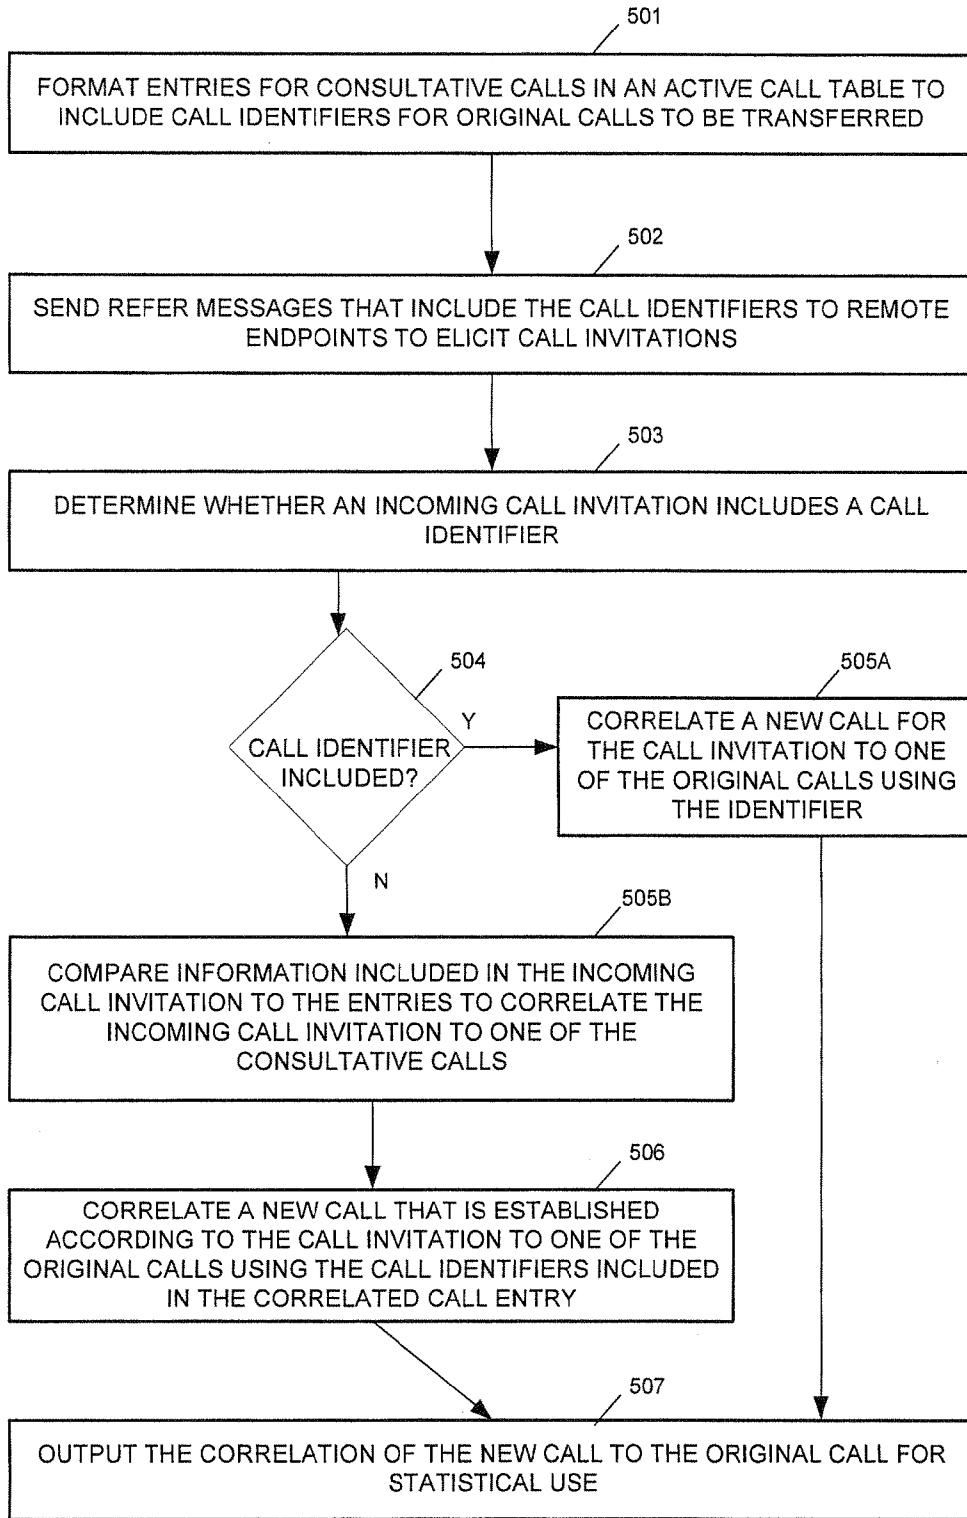 501
FORMAT ENTRIES FOR CONSULTATIVE CALLS IN AN ACTIVE CALL TABLE TO
INCLUDE CALL IDENTIFIERS FOR ORIGINAL CALLS TO BE TRANSFERRED
502
SEND REFER MESSAGES THAT INCLUDE THE CALL IDENTIFIERS TO REMOTE
ENDPOINTS TO ELICIT CALL INVITATIONS
503
DETERMINE WHETHER AN INCOMING CALL INVITATION INCLUDES A CALL
IDENTIFIER
504
CALL IDENTIFIER
INCLUDED?
Y
505A
CORRELATE A NEW CALL FOR
THE CALL INVITATION TO ONE
OF THE ORIGINAL CALLS USING
THE IDENTIFIER
N
505B
COMPARE INFORMATION INCLUDED IN THE INCOMING
CALL INVITATION TO THE ENTRIES TO CORRELATE THE
INCOMING CALL INVITATION TO ONE OF THE
CONSULTATIVE CALLS
506
CORRELATE A NEW CALL THAT IS ESTABLISHED
ACCORDING TO THE CALL INVITATION TO ONE OF THE
ORIGINAL CALLS USING THE CALL IDENTIFIERS INCLUDED
IN THE CORRELATED CALL ENTRY
507
OUTPUT THE CORRELATION OF THE NEW CALL TO THE ORIGINAL CALL FOR
STATISTICAL USE